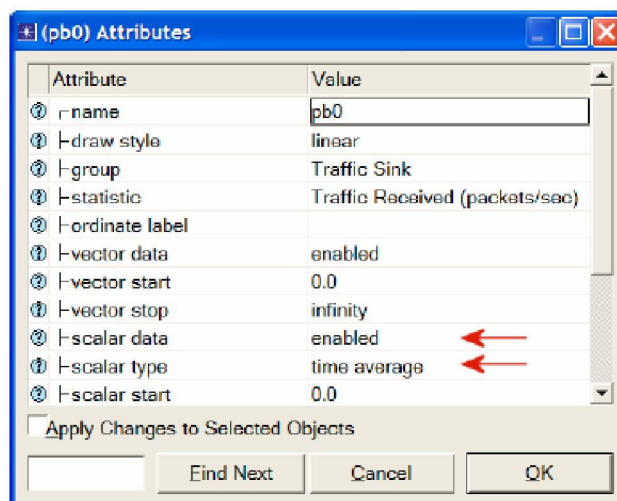 (pb0) Attributes
Attribute Value
name pb0
draw style linear
group Traffic Sink
statistic Traffic Received (packets/sec)
ordinate label
vector data enabled
vector start 0.0
vector stop infinity
scalar data enabled
scalar type time average
scalar start 0.0
Apply Changes to Selected Objects
Find Next Cancel OK